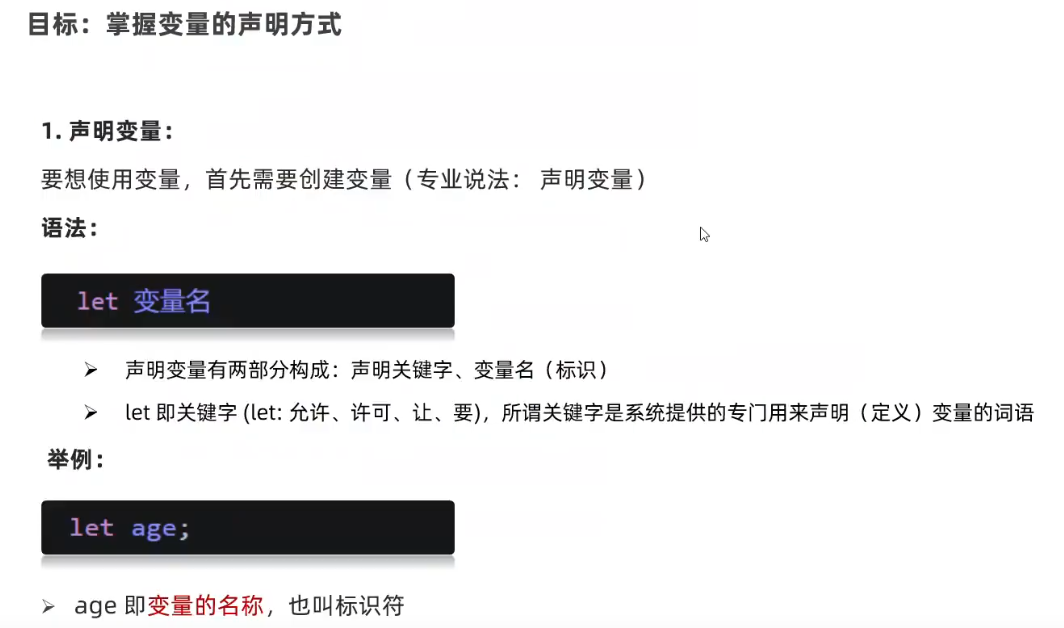 目标：掌握变量的声明方式
1. 声明变量：
要想使用变量，首先需要创建变量（专业说法： 声明变量）
语法：
let 变量名
➢ 声明变量有两部分构成：声明关键字、变量名（标识）
➢ let 即关键字 (let: 允许、许可、让、要)，所谓关键字是系统提供的专门用来声明（定义）变量的词语
举例：
let age;
➢ age 即变量的名称，也叫标识符